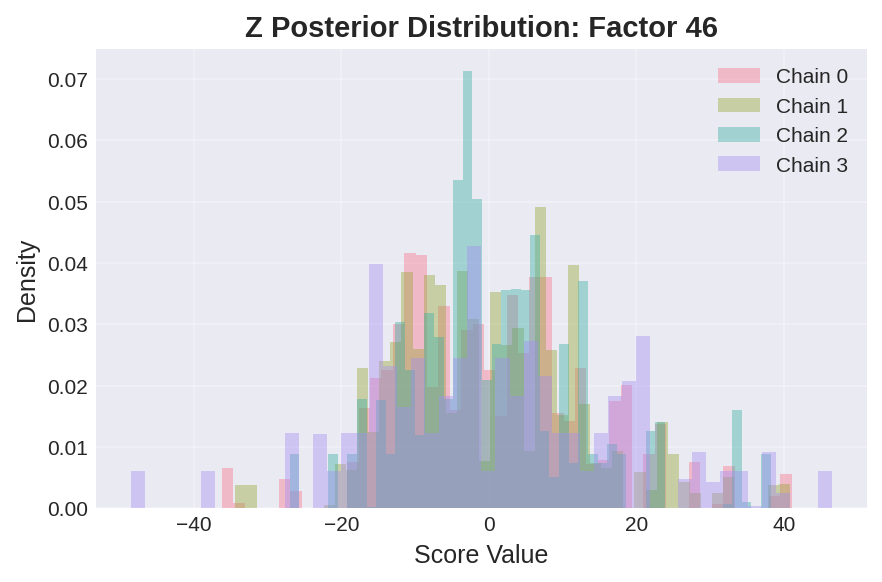 Z Posterior Distribution: Factor 46
Chain 0
Chain 1
Chain 2
Chain 3
0.07
0.06
0.05
0.04
0.03
0.02
0.01
0.00
Density
−40
−20
0
20
40
Score Value